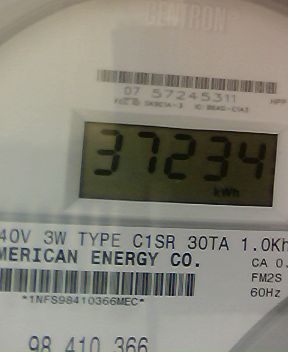 CENTRON
07 57245311
37234
kWh
40V 3W TYPE C1SR 30TA 1.0Kh
MERICAN ENERGY CO.
CA 0.
FM2S
*1NFS98410366MEC*
60Hz
98 410 366